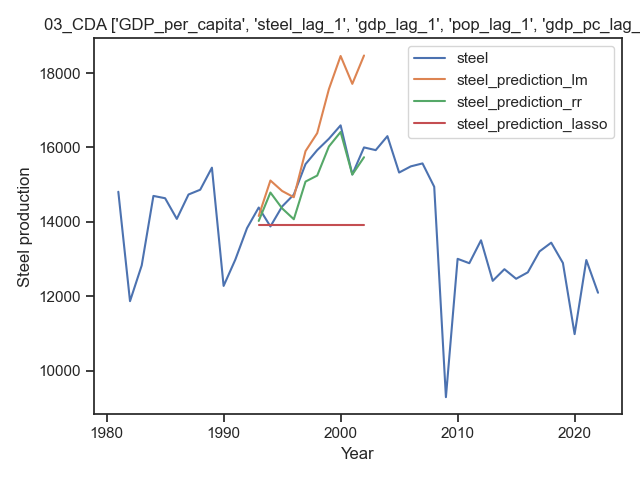 03_CDA ['GDP_per_capita', 'steel_lag_1', 'gdp_lag_1', 'pop_lag_1', 'gdp_pc_lag_
steel
steel_prediction_lm
steel_prediction_rr
steel_prediction_lasso
18000
16000
14000
12000
10000
Steel production
1980
1990
2000
2010
2020
Year